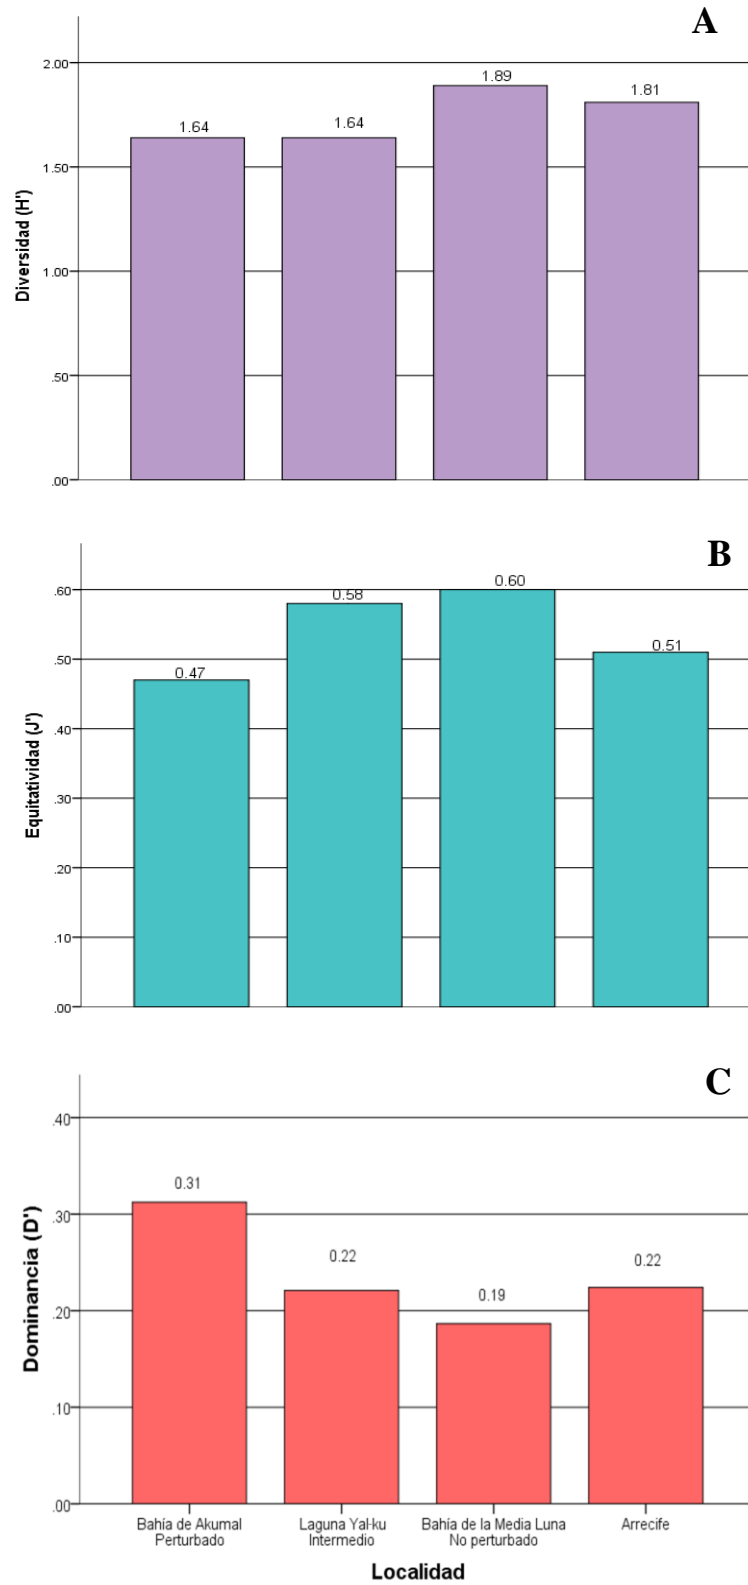 A
2.00
1.50
1.00
.50
.00
Diversidad (H')
1.64
1.64
1.89
1.81
B
.60
.50
.40
.30
.20
.10
.00
Equitatividad (J')
0.47
0.58
0.60
0.51
C
.40
.30
.20
.10
.00
Dominancia (D')
0.31
0.22
0.19
0.22
Bahía de Akumal
Perturbado
Laguna Yal-ku
Intermedio
Bahía de la Media Luna
No perturbado
Arrecife
Localidad